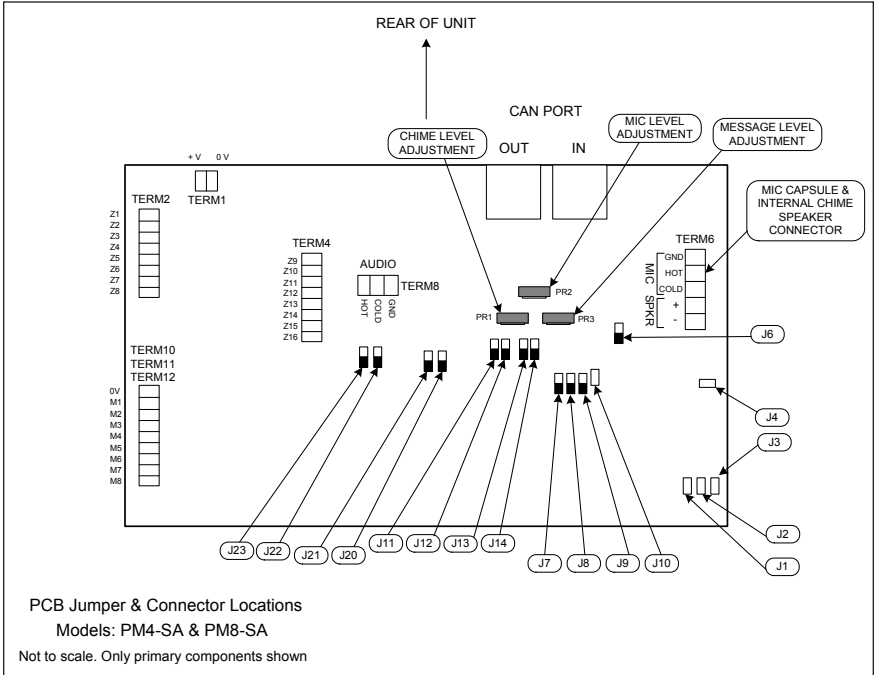 REAR OF UNIT
CAN PORT
OUT IN
CHIME LEVEL
ADJUSTMENT
MIC LEVEL
ADJUSTMENT
MESSAGE LEVEL
ADJUSTMENT
MIC CAPSULE &
INTERNAL CHIME
SPEAKER
CONNECTOR
+ V 0 V
TERM1
TERM2
Z1
Z2
Z3
Z4
Z5
Z6
Z7
Z8
TERM4
Z9
Z10
Z11
Z12
Z13
Z14
Z15
Z16
AUDIO
TERM8
HOT
COLD
GND
PR2
PR1
PR3
TERM6
MIC
GND
HOT
COLD
SPKR
+
-
J6
TERM10
TERM11
TERM12
0V
M1
M2
M3
M4
M5
M6
M7
M8
J4
J3
J2
J1
J23
J22
J21
J20
J11
J12
J13
J14
J7
J8
J9
J10
PCB Jumper & Connector Locations
Models: PM4-SA & PM8-SA
Not to scale. Only primary components shown